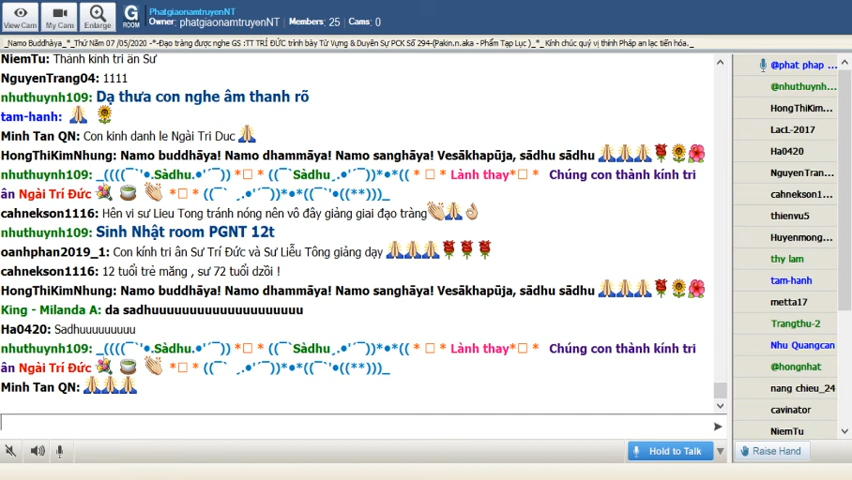 View Cam
My Cam
Enlarge
G
ROOM
PhatgiaonamtruyenNT
Owner: phatgiaonamtruyenNT Members: 25 Cams: 0
_Namo Buddhàya_*_Thứ Năm 07 /05/2020 -*-Đạo tràng được nghe GS :TT TRÍ ĐỨC trình bày Từ Vựng & Duyên Sự PCK Số 294-(Pakin.n.aka - Phẩm Tạp Lục )_*_ Kính chúc quý vị thính Pháp an lạc tiến hóa._
NiemTu: Thành kính tri ân Sư
NguyenTrang04: 1111
nhuthuynh109: Dạ thưa con nghe âm thanh rõ
tam-hanh: 🙏 🌻
Minh Tan QN: Con kinh danh le Ngài Tri Duc 🙏
HongThiKimNhung: Namo buddhāya! Namo dhammāya! Namo sanghāya! Vesākhapūja, sādhu sādhu 🙏🙏🙏🌹🌻🌺
nhuthuynh109: _((((¯`'•.Sàdhu.•'´¯)) *□ * ((¯`Sàdhu¸.•'´¯)•*•(( * □ * Lành thay*□ * Chúng con thành kính tri
ân Ngài Trí Đức 💐 🍵 👏 *□ * ((¯` ¸.•'´¯)•*•((¯`'•((**)))_
cahnekson1116: Hên vi sư Lieu Tong tránh nóng nên vô đây giảng giai đạo tràng👏🙏👌
nhuthuynh109: Sinh Nhật room PGNT 12t
oanhphan2019_1: Con kính tri ân Sư Trí Đức và Sư Liễu Tông giảng dạy 🙏🙏🙏🌹🌹🌹
cahnekson1116: 12 tuổi trẻ măng , sư 72 tuổi dzồi !
HongThiKimNhung: Namo buddhāya! Namo dhammāya! Namo sanghāya! Vesākhapūja, sādhu sādhu 🙏🙏🙏🌹🌻🌺
King - Milanda A: da sadhuuuuuuuuuuuuuuuuuuuu
Ha0420: Sadhuuuuuuuuu
nhuthuynh109: _((((¯`'•.Sàdhu.•'´¯)) *□ * ((¯`Sàdhu¸.•'´¯)•*•(( * □ * Lành thay*□ * Chúng con thành kính tri
ân Ngài Trí Đức 💐 🍵 👏 *□ * ((¯` ¸.•'´¯)•*•((¯`'•((**)))_
Minh Tan QN: 🙏🙏🙏
Hold to Talk
@phat phap ...
@nhuthuynh...
HongThiKim...
LacL-2017
Ha0420
NguyenTran...
cahnekson1...
thienvu5
Huyenmong...
thy lam
tam-hanh
metta17
Trangthu-2
Nhu Quangcan
@hongnhat
nang chieu_24
cavinator
NiemTu
Raise Hand